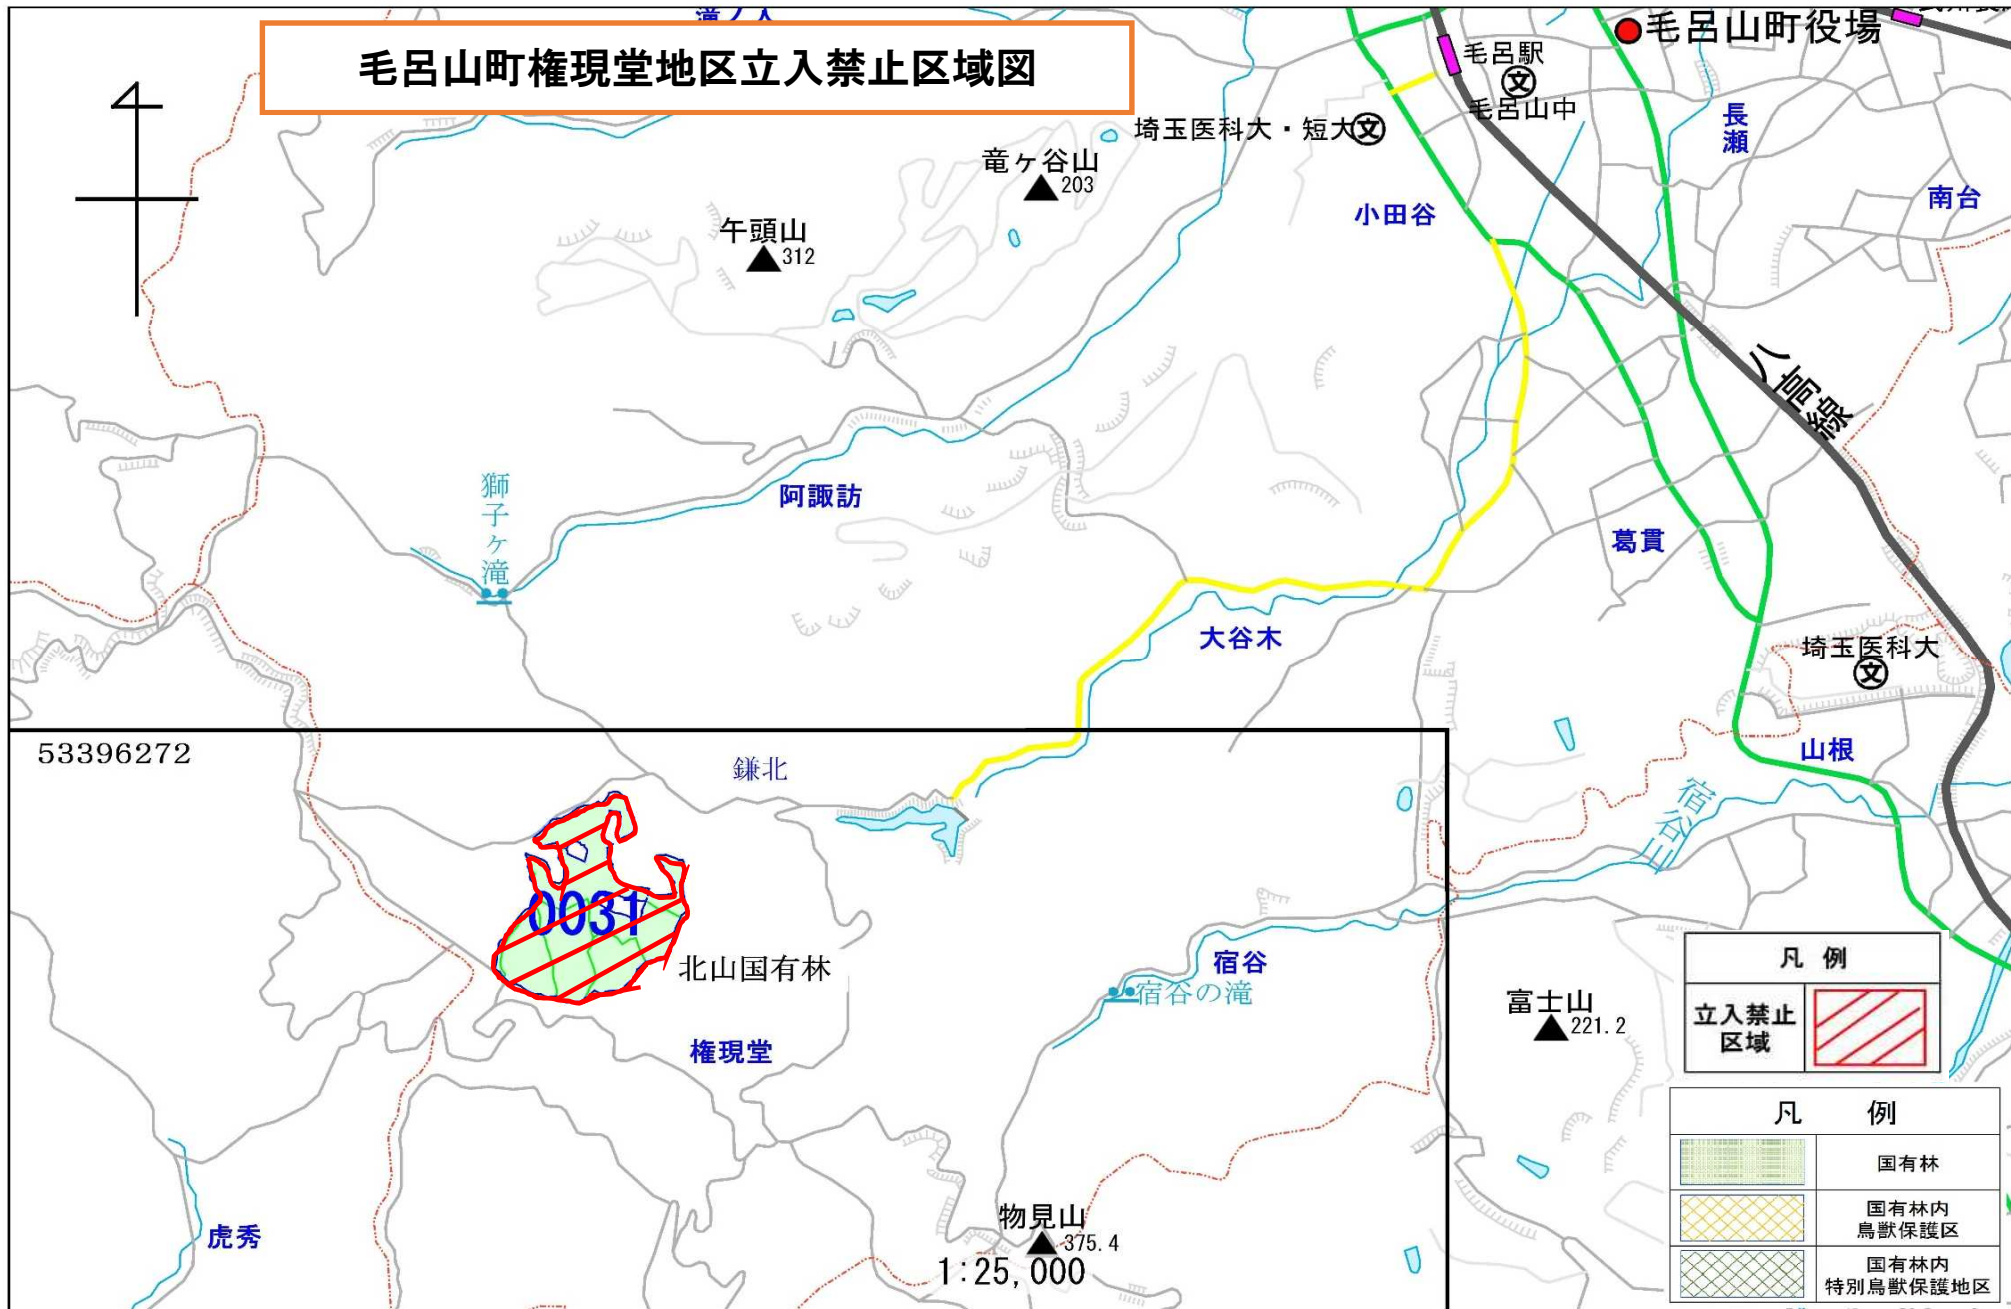 毛呂山町権現堂地区立入禁止区域図
毛呂山町役場
毛呂駅
文
毛呂山中
埼玉医科大・短大文
長瀬
竜ヶ谷山
203
南台
小田谷
午頭山
312
八高線
獅子ヶ滝
阿諏訪
葛貫
大谷木
埼玉医科大
文
53396272
鎌北
山根
宿谷川
0031
北山国有林
宿谷
宿谷の滝
富士山
221.2
権現堂
虎秀
物見山
375.4
1:25,000
凡 例
立入禁止
区域
凡 例
国有林
国有林内
鳥獣保護区
国有林内
特別鳥獣保護地区